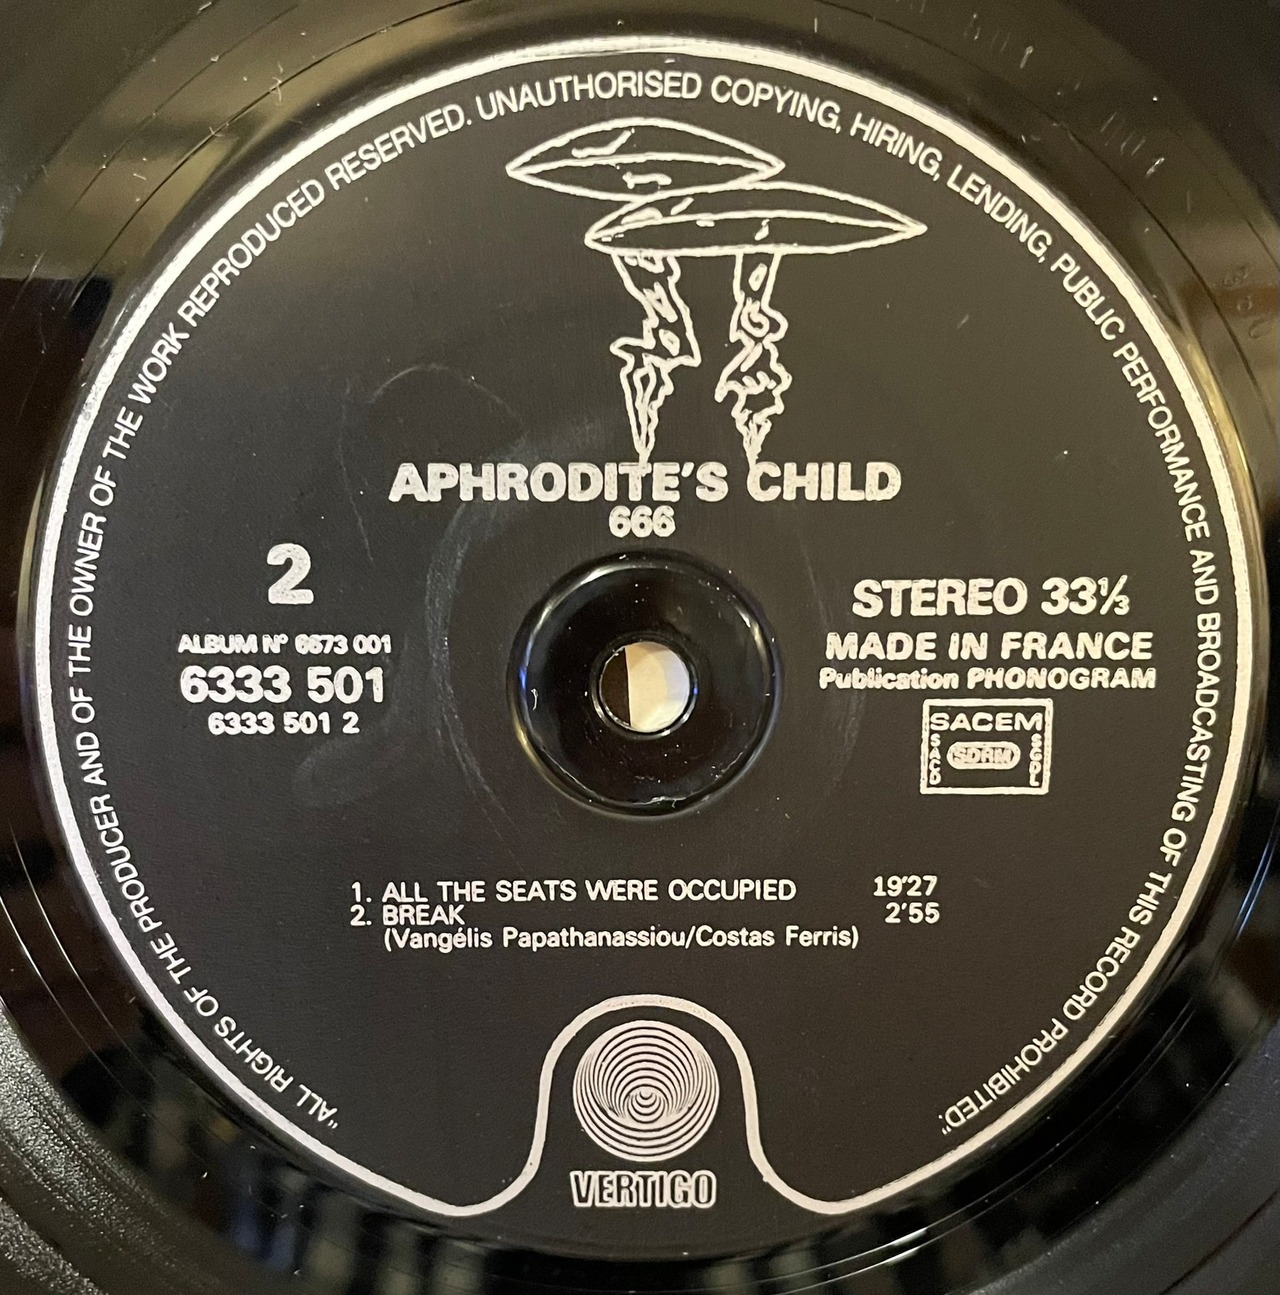 "ALL RIGHTS OF THE PRODUCER AND OF THE OWNER OF THE WORK REPRODUCED RESERVED. UNAUTHORISED COPYING, HIRING, LENDING, PUBLIC PERFORMANCE AND BROADCASTING OF THIS RECORD PROHIBITED."
APHRODITE'S CHILD
666
2
ALBUM N° 6673 001
6333 501
6333 501 2
STEREO 33⅓
MADE IN FRANCE
Publication PHONOGRAM
SACEM
SACD
SDRM
SGDL
1. ALL THE SEATS WERE OCCUPIED 19'27
2. BREAK 2'55
(Vangélis Papathanassiou/Costas Ferris)
VERTIGO